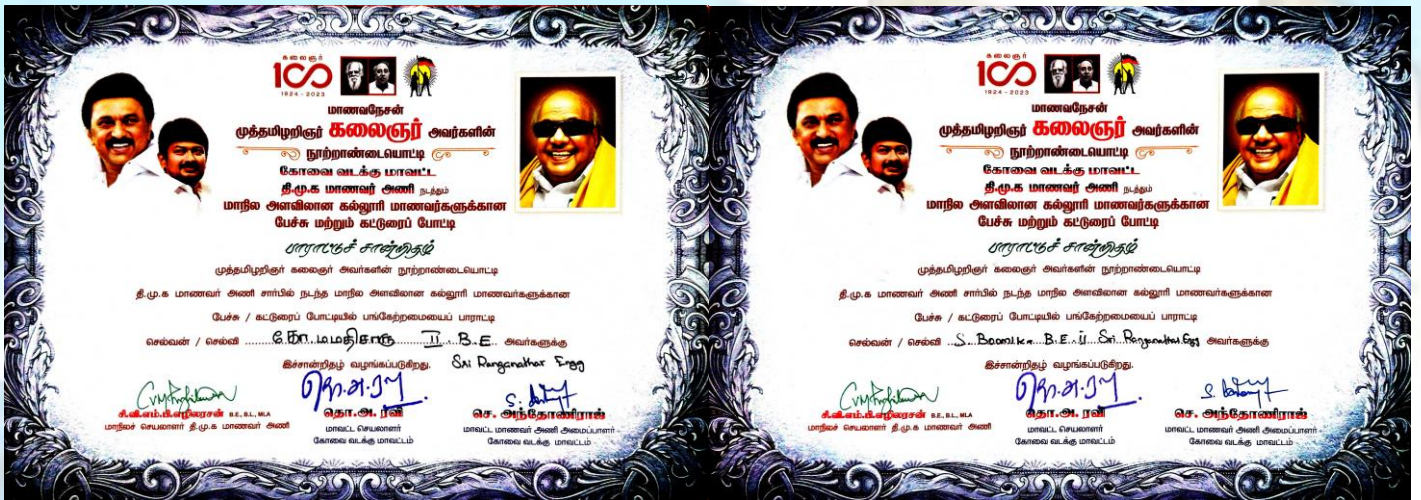 கலைஞர்
100
1924 - 2023
மாணவநேசன்
முத்தமிழறிஞர் கலைஞர் அவர்களின்
நூற்றாண்டையொட்டி
கோவை வடக்கு மாவட்ட
தி.மு.க மாணவர் அணி நடத்தும்
மாநில அளவிலான கல்லூரி மாணவர்களுக்கான
பேச்சு மற்றும் கட்டுரைப் போட்டி
பாராட்டுச் சான்றிதழ்
முத்தமிழறிஞர் கலைஞர் அவர்களின் நூற்றாண்டையொட்டி
தி.மு.க மாணவர் அணி சார்பில் நடந்த மாநில அளவிலான கல்லூரி மாணவர்களுக்கான
பேச்சு / கட்டுரைப் போட்டியில் பங்கேற்றமையைப் பாராட்டி
செல்வன் / செல்வி II B.E அவர்களுக்கு
இச்சான்றிதழ் வழங்கப்படுகிறது. Sri Ranganathar Engg
தொ.அ.ரவி
சி.வி.எம்.பி.எழிலரசன் B.E., B.L., MLA
மாநிலச் செயலாளர் தி.மு.க மாணவர் அணி
தொ.அ. ரவி
மாவட்ட செயலாளர்
கோவை வடக்கு மாவட்டம்
செ. அந்தோணிராஜ்
மாவட்ட மாணவர் அணி அமைப்பாளர்
கோவை வடக்கு மாவட்டம்
கலைஞர்
100
1924 - 2023
மாணவநேசன்
முத்தமிழறிஞர் கலைஞர் அவர்களின்
நூற்றாண்டையொட்டி
கோவை வடக்கு மாவட்ட
தி.மு.க மாணவர் அணி நடத்தும்
மாநில அளவிலான கல்லூரி மாணவர்களுக்கான
பேச்சு மற்றும் கட்டுரைப் போட்டி
பாராட்டுச் சான்றிதழ்
முத்தமிழறிஞர் கலைஞர் அவர்களின் நூற்றாண்டையொட்டி
தி.மு.க மாணவர் அணி சார்பில் நடந்த மாநில அளவிலான கல்லூரி மாணவர்களுக்கான
பேச்சு / கட்டுரைப் போட்டியில் பங்கேற்றமையைப் பாராட்டி
செல்வன் / செல்வி S. Boomika B.E II Sri Ranganathar Engg அவர்களுக்கு
இச்சான்றிதழ் வழங்கப்படுகிறது.
தொ.அ.ரவி
சி.வி.எம்.பி.எழிலரசன் B.E., B.L., MLA
மாநிலச் செயலாளர் தி.மு.க மாணவர் அணி
தொ.அ. ரவி
மாவட்ட செயலாளர்
கோவை வடக்கு மாவட்டம்
செ. அந்தோணிராஜ்
மாவட்ட மாணவர் அணி அமைப்பாளர்
கோவை வடக்கு மாவட்டம்